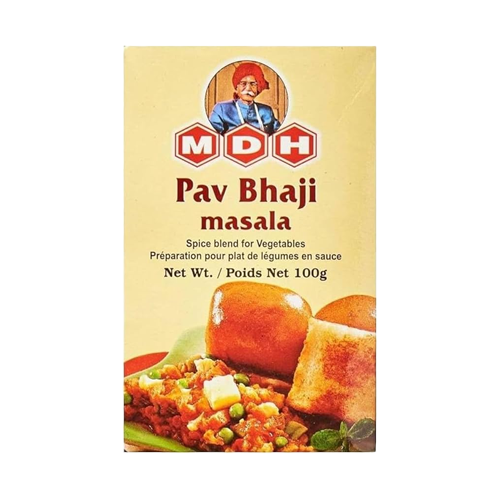 MDH
Pav Bhaji
masala
Spice blend for Vegetables
Préparation pour plat de légumes en sauce
Net Wt. / Poids Net 100g